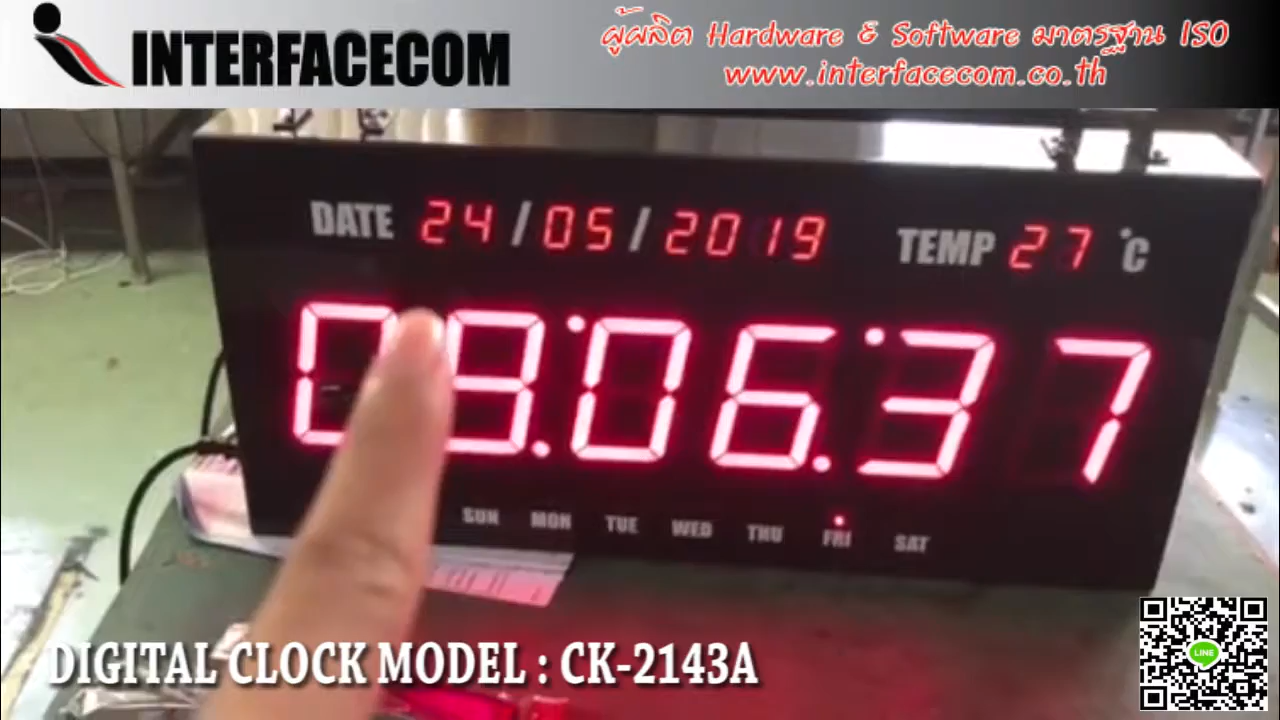 INTERFACECOM
ผู้ผลิต Hardware & Software มาตรฐาน ISO
www.interfacecom.co.th
DATE 24/05/2019 TEMP 27 °C
08:06:37
SUN MON TUE WED THU FRI SAT
DIGITAL CLOCK MODEL : CK-2143A
LINE